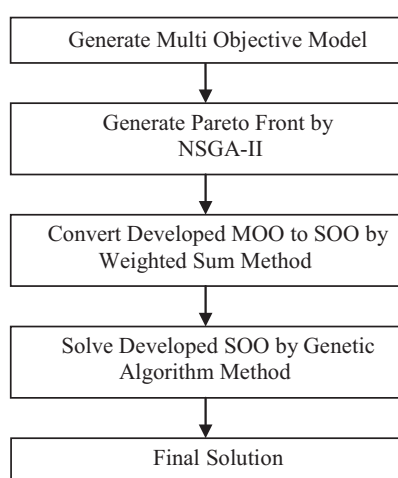 Generate Multi Objective Model
Generate Pareto Front by
NSGA-II
Convert Developed MOO to SOO by
Weighted Sum Method
Solve Developed SOO by Genetic
Algorithm Method
Final Solution